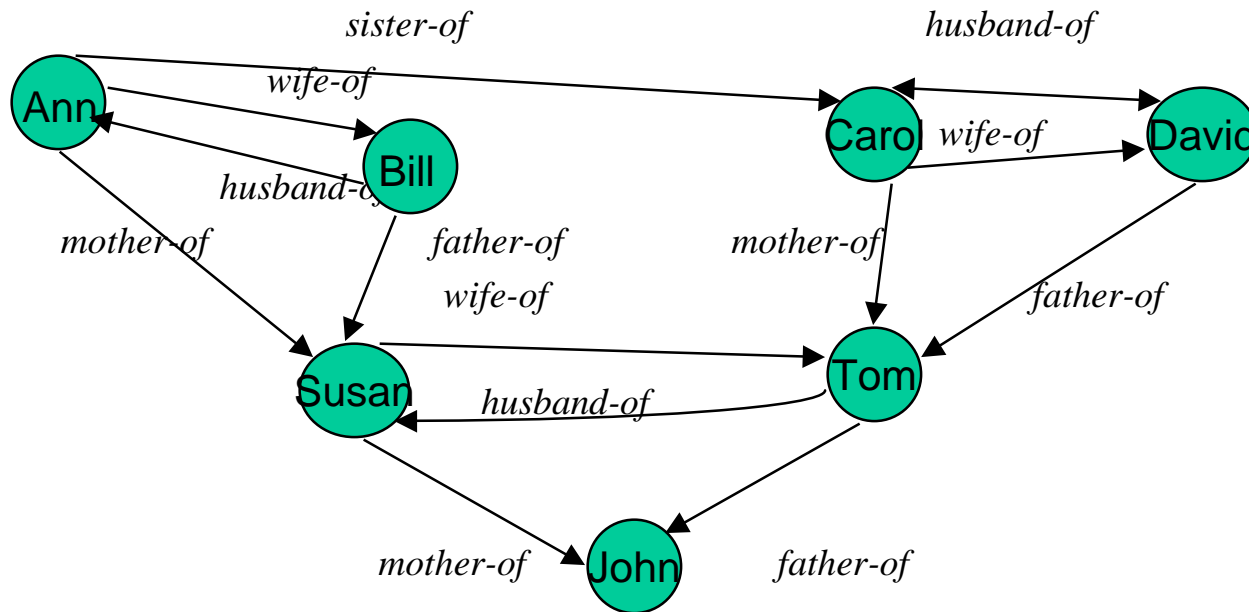 sister-of
husband-of
wife-of
Ann
Carol
wife-of
David
Bill
husband-of
mother-of
father-of
mother-of
wife-of
father-of
Tom
Susan
husband-of
mother-of
John
father-of